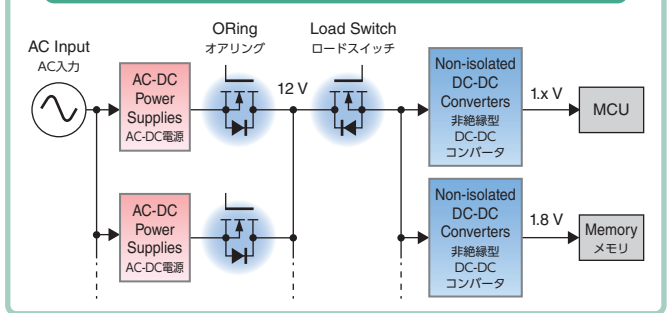 AC Input
AC入力
ORing
オアリング
Load Switch
ロードスイッチ
AC-DC
Power
Supplies
AC-DC電源
12 V
Non-isolated
DC-DC
Converters
非絶縁型
DC-DC
コンバータ
1.x V
MCU
AC-DC
Power
Supplies
AC-DC電源
Non-isolated
DC-DC
Converters
非絶縁型
DC-DC
コンバータ
1.8 V
Memory
メモリ